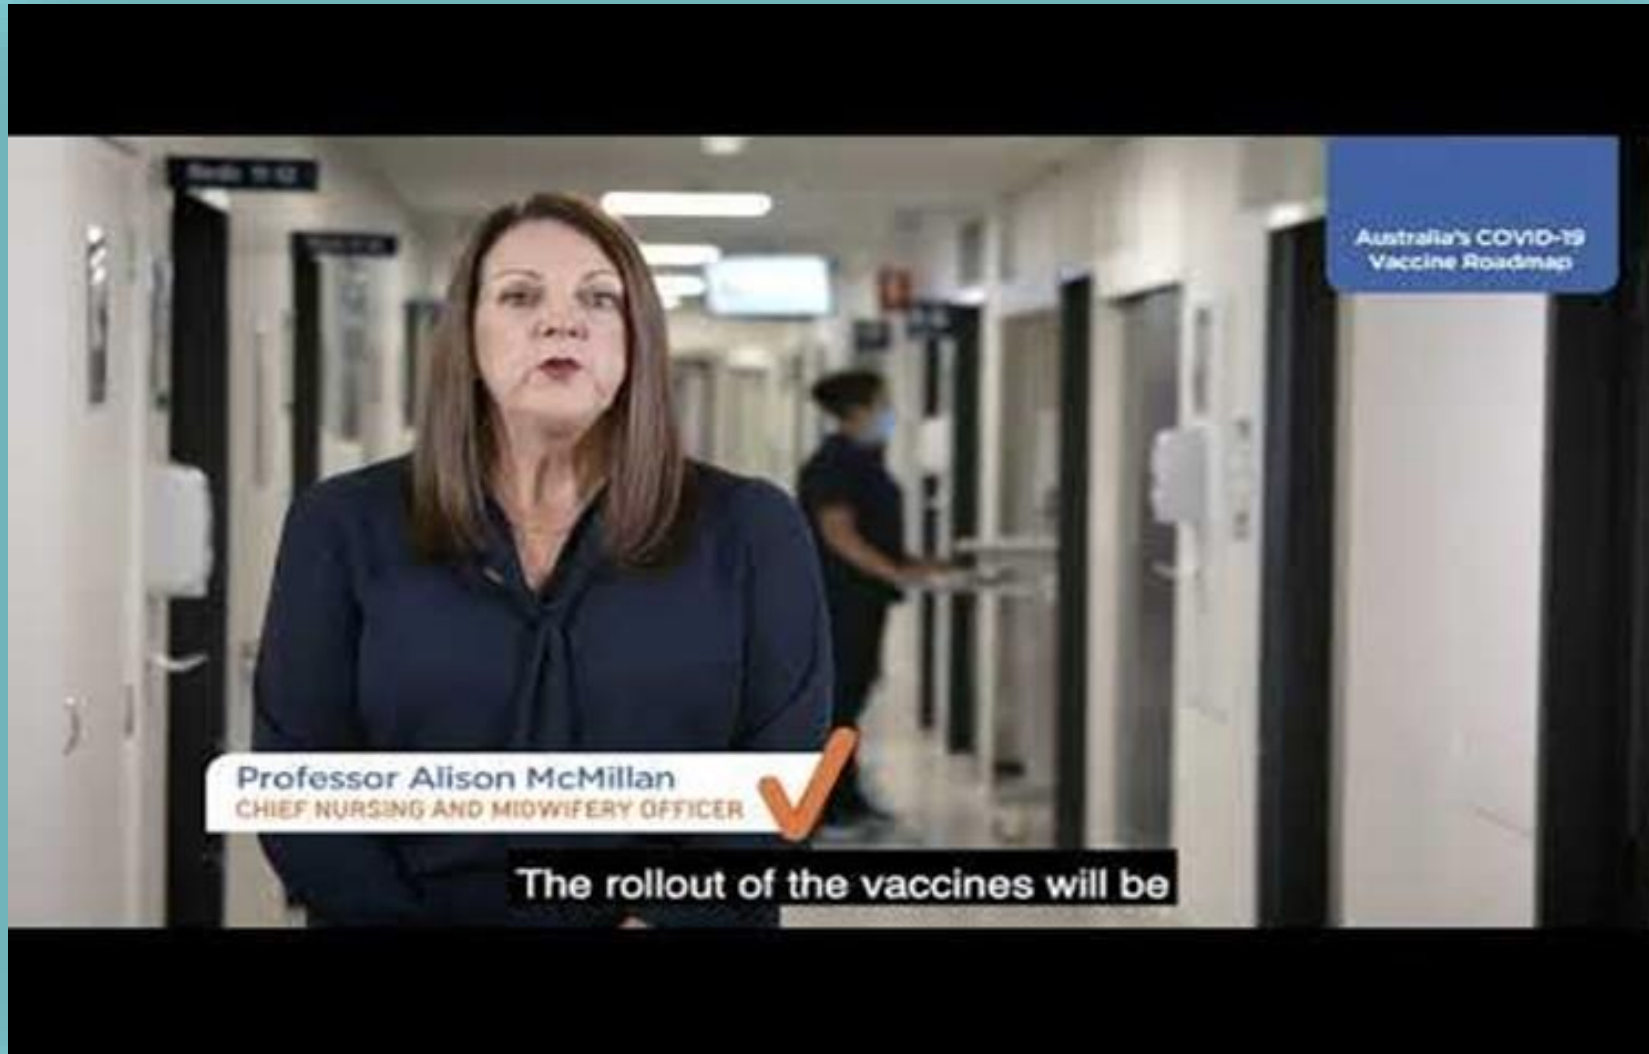 Australia's COVID-19
Vaccine Roadmap
Professor Alison McMillan
CHIEF NURSING AND MIDWIFERY OFFICER
The rollout of the vaccines will be